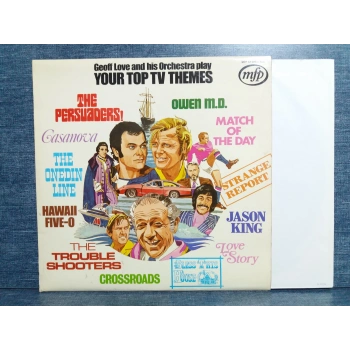 Geoff Love and his Orchestra play
YOUR TOP TV THEMES
mfp
THE
PERSUADERS!
OWEN M.D.
Casanova
MATCH
OF
THE DAY
THE
ONEDIN
LINE
STRANGE
REPORT
HAWAII
FIVE-O
JASON
KING
THE
TROUBLE
SHOOTERS
Love
Story
CROSSROADS